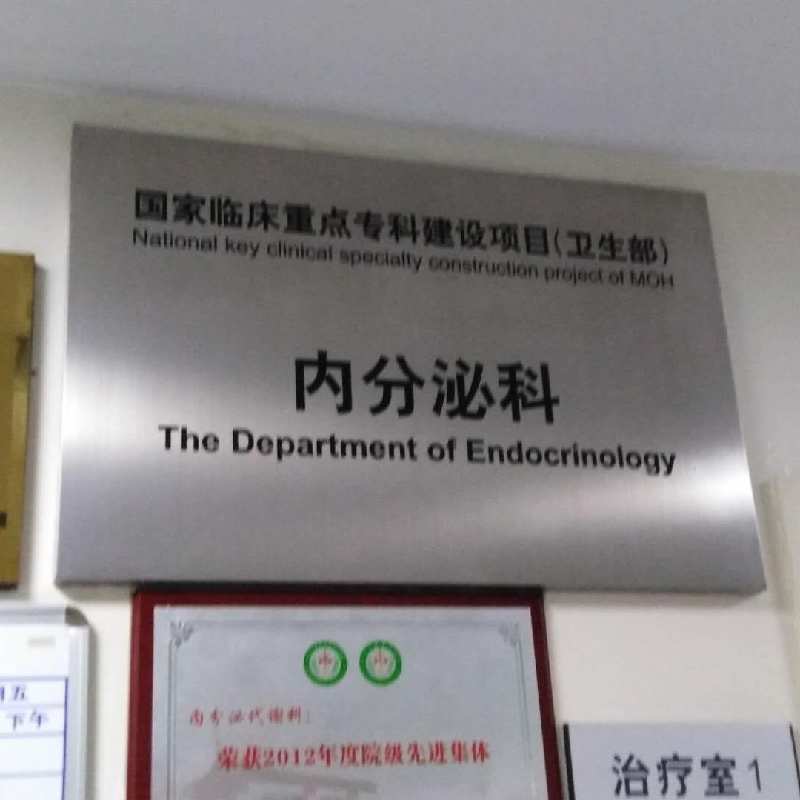 国家临床重点专科建设项目(卫生部)
National key clinical specialty construction project of MOH
内分泌科
The Department of Endocrinology
内分泌代谢科:
荣获2012年度院级先进集体
五
下午
治疗室1